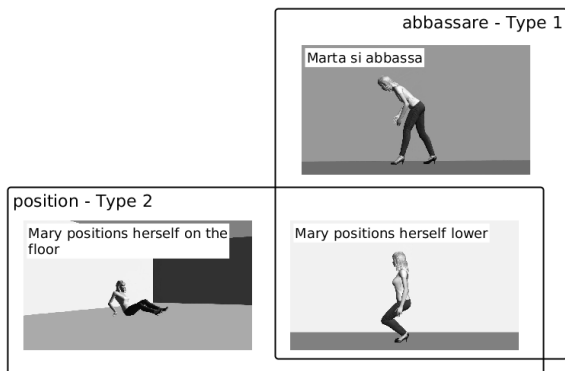 abbassare - Type 1
Marta si abbassa
position - Type 2
Mary positions herself on the
floor
Mary positions herself lower